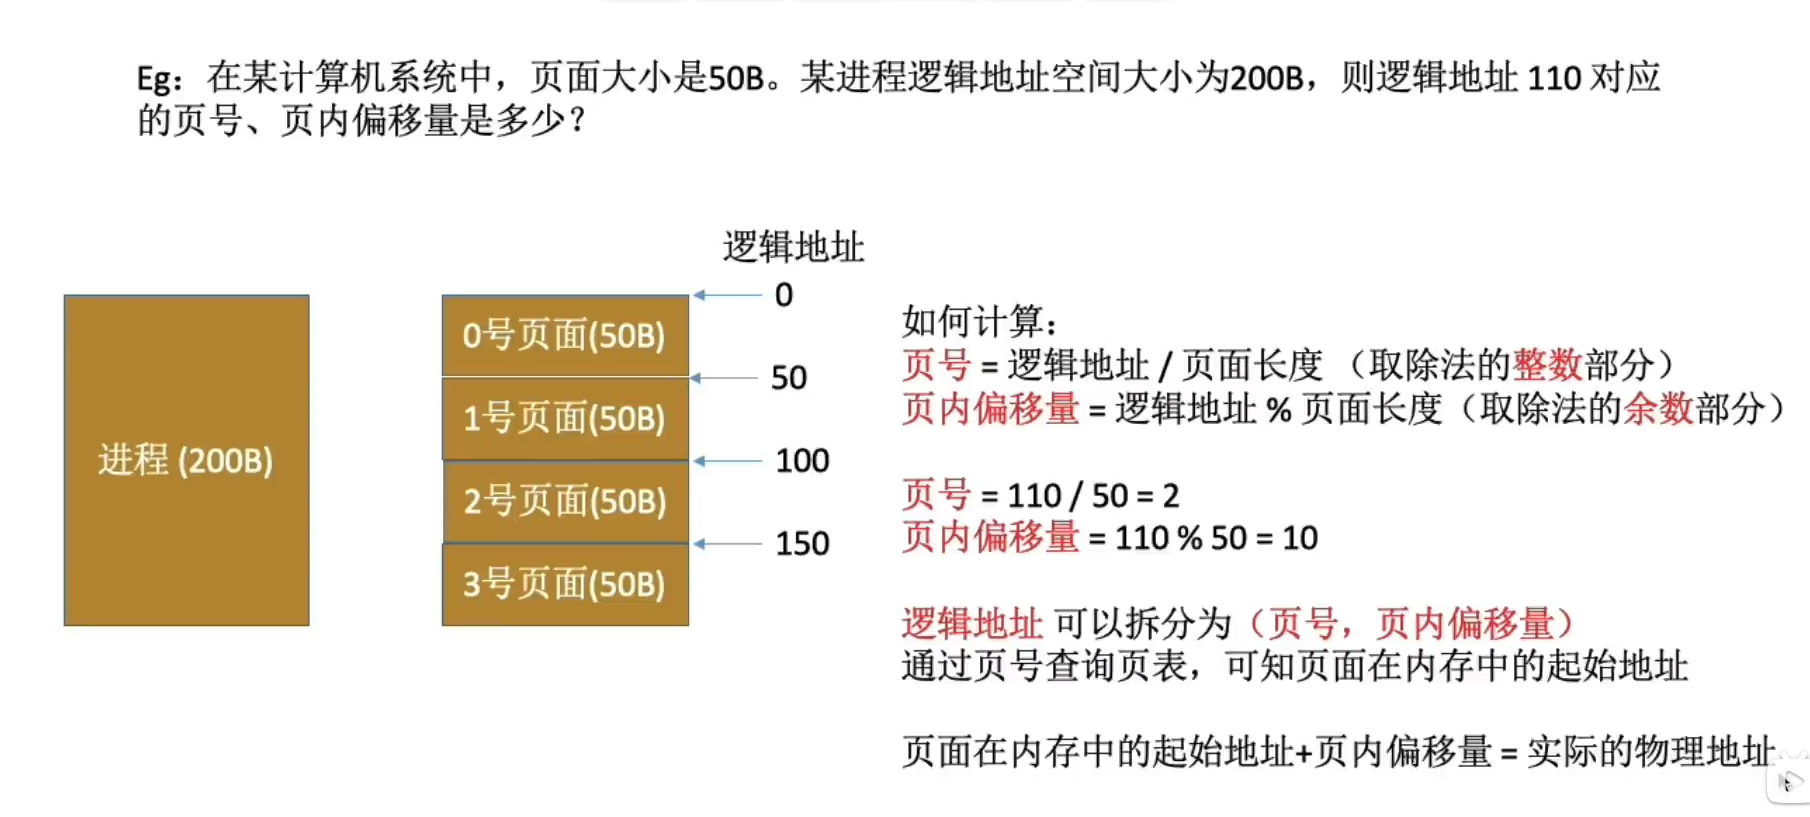 Eg：在某计算机系统中，页面大小是50B。某进程逻辑地址空间大小为200B，则逻辑地址 110 对应
的页号、页内偏移量是多少？
逻辑地址
进程 (200B)
0号页面(50B)
1号页面(50B)
2号页面(50B)
3号页面(50B)
0
50
100
150
如何计算：
页号 = 逻辑地址 / 页面长度 （取除法的整数部分）
页内偏移量 = 逻辑地址 % 页面长度（取除法的余数部分）
页号 = 110 / 50 = 2
页内偏移量 = 110 % 50 = 10
逻辑地址 可以拆分为（页号，页内偏移量）
通过页号查询页表，可知页面在内存中的起始地址
页面在内存中的起始地址+页内偏移量 = 实际的物理地址